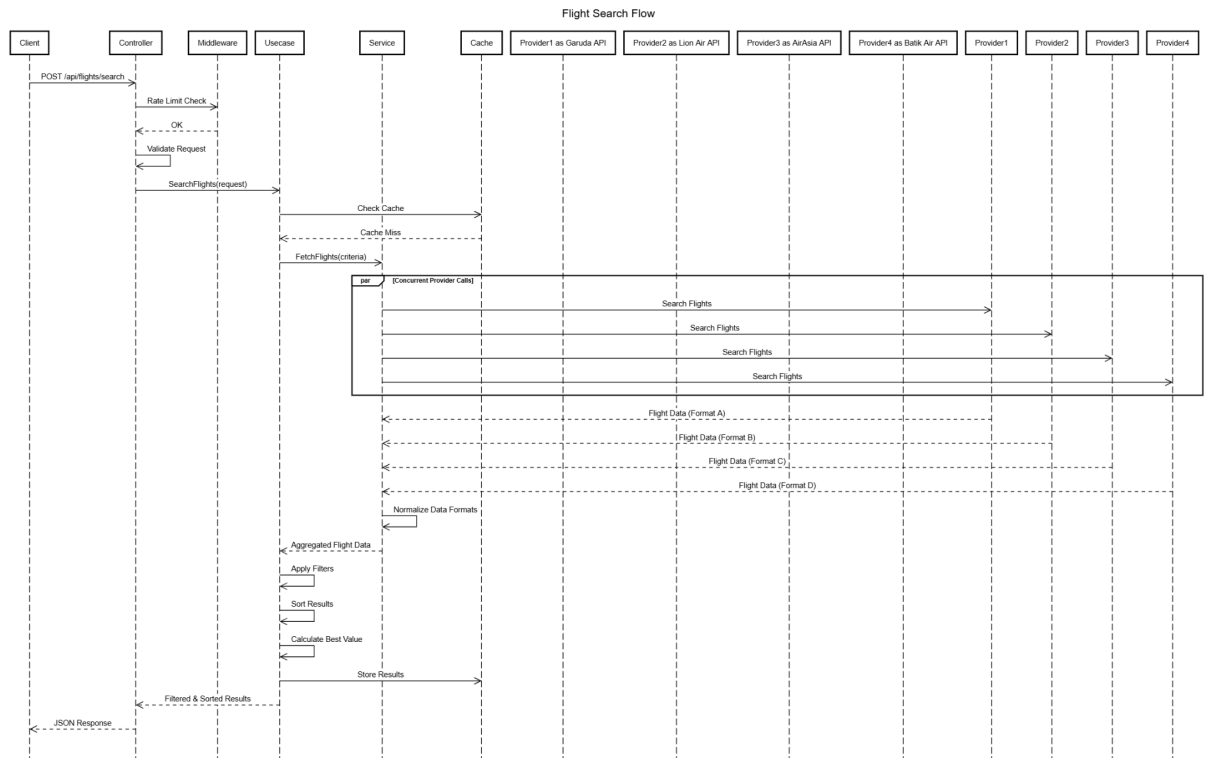 Flight Search Flow
Client
Controller
Middleware
Usecase
Service
Cache
Provider1 as Garuda API
Provider2 as Lion Air API
Provider3 as AirAsia API
Provider4 as Batik Air API
Provider1
Provider2
Provider3
Provider4
POST /api/flights/search
Rate Limit Check
OK
Validate Request
SearchFlights(request)
Check Cache
Cache Miss
FetchFlights(criteria)
par [Concurrent Provider Calls]
Search Flights
Search Flights
Search Flights
Search Flights
Flight Data (Format A)
Flight Data (Format B)
Flight Data (Format C)
Flight Data (Format D)
Normalize Data Formats
Aggregated Flight Data
Apply Filters
Sort Results
Calculate Best Value
Store Results
Filtered & Sorted Results
JSON Response